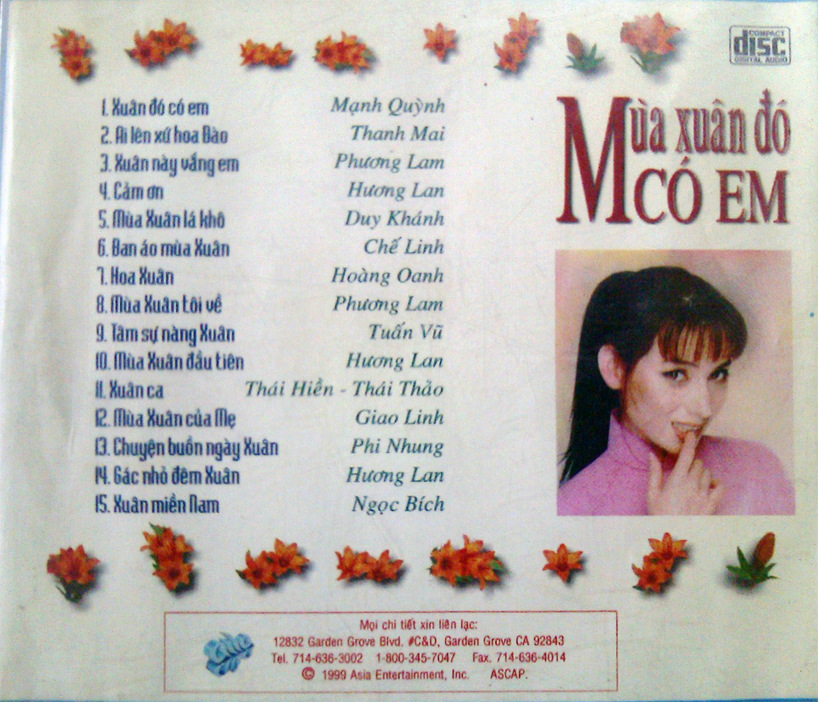 COMPACT
disc
DIGITAL AUDIO
Mùa xuân đó
CÓ EM
1. Xuân đó có em Mạnh Quỳnh
2. Ai lên xứ hoa Đào Thanh Mai
3. Xuân này vắng em Phương Lam
4. Cảm ơn Hương Lan
5. Mùa Xuân lá khô Duy Khánh
6. Ban áo mùa Xuân Chế Linh
7. Hoa Xuân Hoàng Oanh
8. Mùa Xuân tôi về Phương Lam
9. Tâm sự nàng Xuân Tuấn Vũ
10. Mùa Xuân đầu tiên Hương Lan
11. Xuân ca Thái Hiền - Thái Thảo
12. Mùa Xuân của Mẹ Giao Linh
13. Chuyện buồn ngày Xuân Phi Nhung
14. Gác nhỏ đêm Xuân Hương Lan
15. Xuân miền Nam Ngọc Bích
Mọi chi tiết xin liên lạc:
12832 Garden Grove Blvd. #C&D, Garden Grove CA 92843
Tel. 714-636-3002 1-800-345-7047 Fax. 714-636-4014
© 1999 Asia Entertainment, Inc. ASCAP.